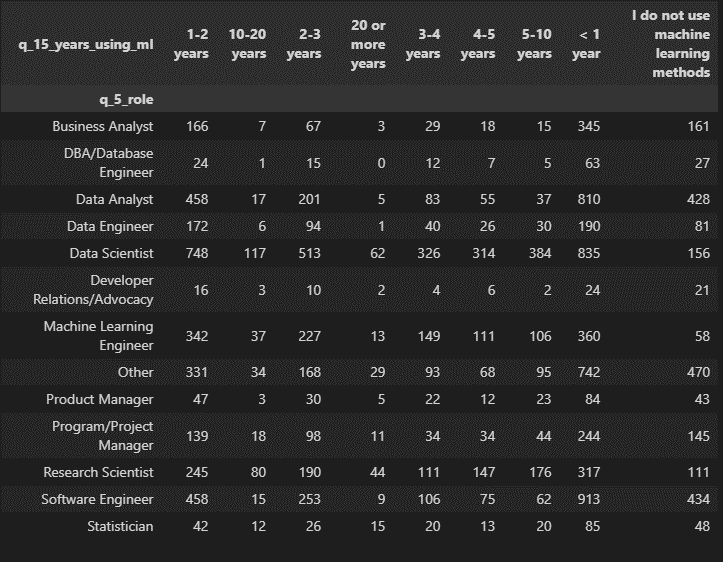 q_15_years_using_ml 1-2 years 10-20 years 2-3 years 20 or more years 3-4 years 4-5 years 5-10 years < 1 year I do not use machine learning methods
q_5_role
Business Analyst 166 7 67 3 29 18 15 345 161
DBA/Database Engineer 24 1 15 0 12 7 5 63 27
Data Analyst 458 17 201 5 83 55 37 810 428
Data Engineer 172 6 94 1 40 26 30 190 81
Data Scientist 748 117 513 62 326 314 384 835 156
Developer Relations/Advocacy 16 3 10 2 4 6 2 24 21
Machine Learning Engineer 342 37 227 13 149 111 106 360 58
Other 331 34 168 29 93 68 95 742 470
Product Manager 47 3 30 5 22 12 23 84 43
Program/Project Manager 139 18 98 11 34 34 44 244 145
Research Scientist 245 80 190 44 111 147 176 317 111
Software Engineer 458 15 253 9 106 75 62 913 434
Statistician 42 12 26 15 20 13 20 85 48